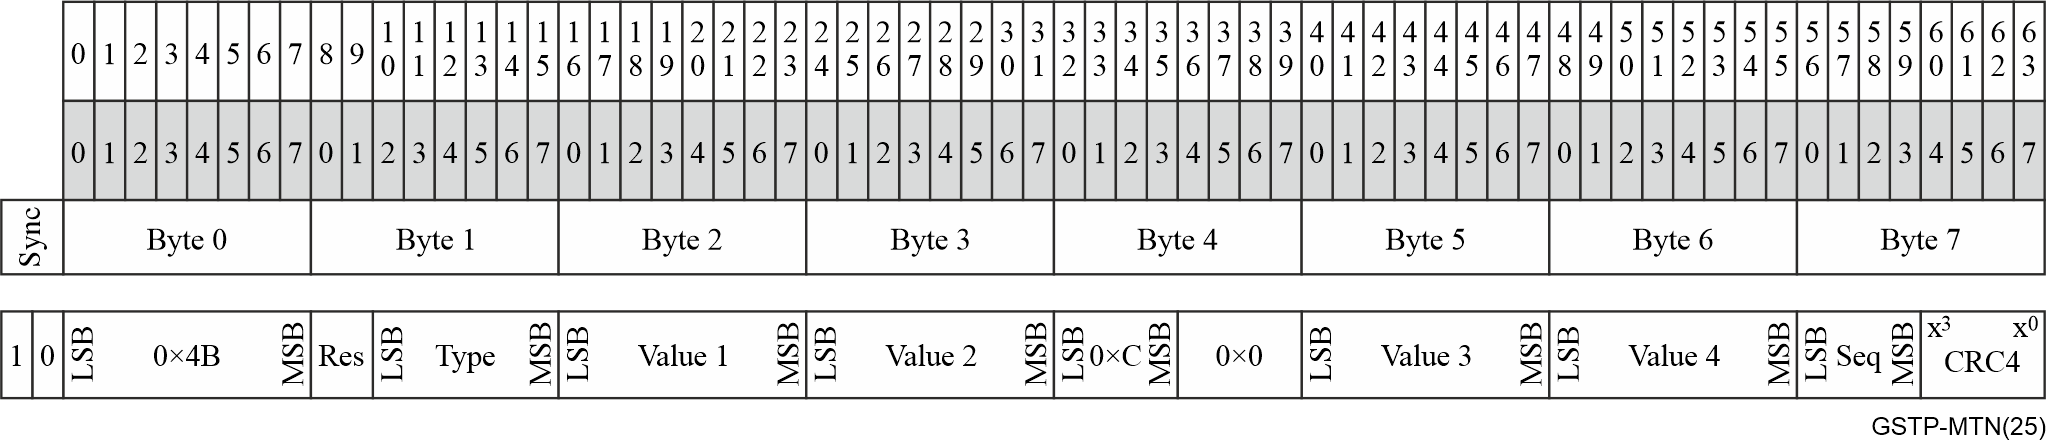 0 1 2 3 4 5 6 7 8 9 10 11 12 13 14 15 16 17 18 19 20 21 22 23 24 25 26 27 28 29 30 31 32 33 34 35 36 37 38 39 40 41 42 43 44 45 46 47 48 49 50 51 52 53 54 55 56 57 58 59 60 61 62 63
0 1 2 3 4 5 6 7 0 1 2 3 4 5 6 7 0 1 2 3 4 5 6 7 0 1 2 3 4 5 6 7 0 1 2 3 4 5 6 7 0 1 2 3 4 5 6 7 0 1 2 3 4 5 6 7 0 1 2 3 4 5 6 7
Sync Byte 0 Byte 1 Byte 2 Byte 3 Byte 4 Byte 5 Byte 6 Byte 7
1 0 LSB 0×4B MSB Res LSB Type MSB LSB Value 1 MSB LSB Value 2 MSB LSB 0×C MSB 0×0 LSB Value 3 MSB LSB Value 4 MSB LSB Seq MSB x³ x⁰ CRC4
GSTP-MTN(25)